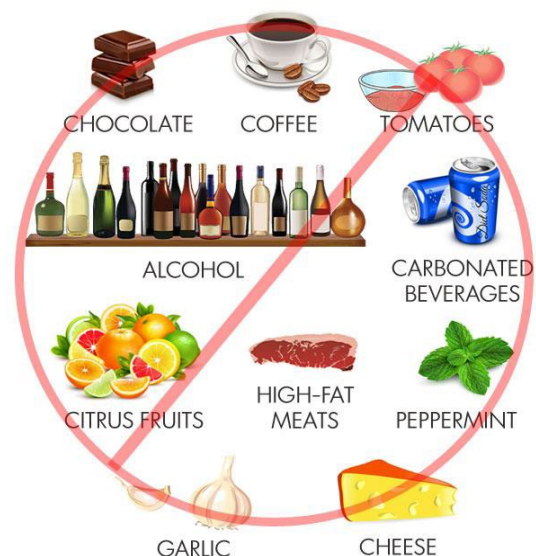 CHOCOLATE COFFEE TOMATOES
ALCOHOL
CARBONATED
BEVERAGES
CITRUS FRUITS
HIGH-FAT
MEATS
PEPPERMINT
GARLIC
CHEESE